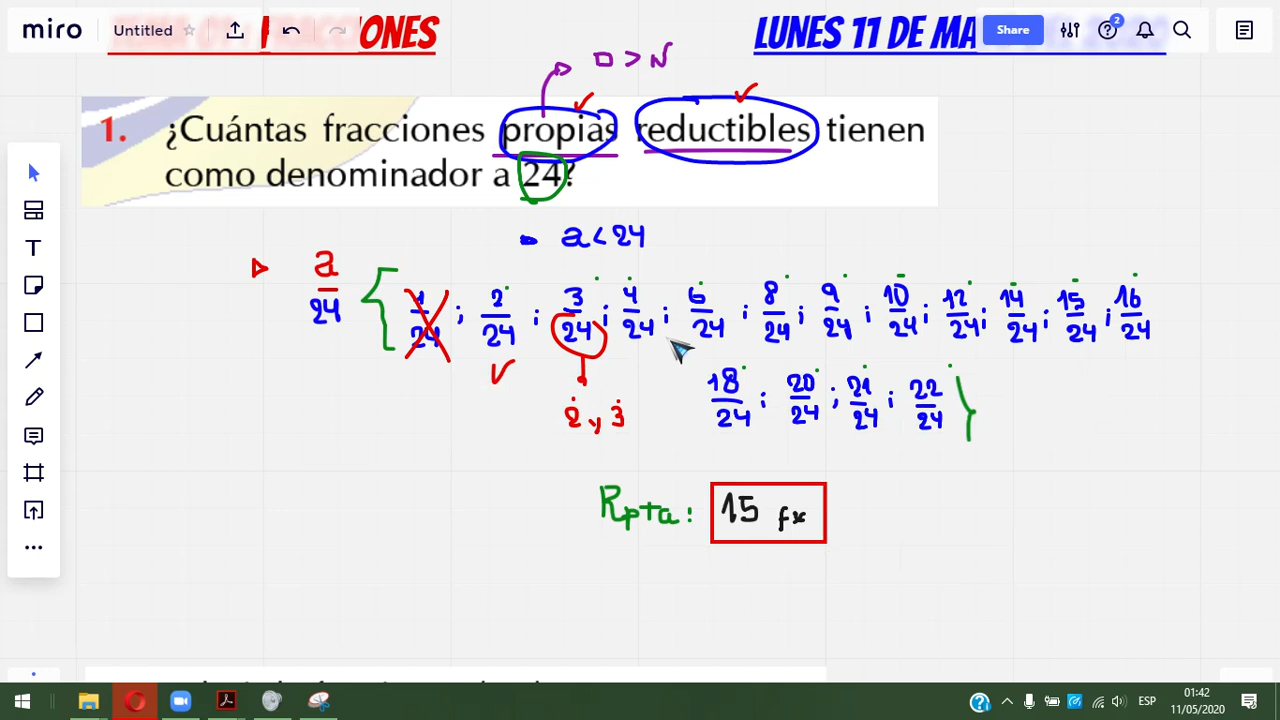 miro Untitled Share 2
IONES LUNES 11 DE MA
D > N
1. ¿Cuántas fracciones propias reductibles tienen
como denominador a 24?
a < 24
a/24 { 1/24 ; 2/24 ; 3/24 ; 4/24 ; 6/24 ; 8/24 ; 9/24 ; 10/24 ; 12/24 ; 14/24 ; 15/24 ; 16/24
18/24 ; 20/24 ; 21/24 ; 22/24 }
2 y 3
Rpta: 15 fx
T
ESP 01:42
11/05/2020